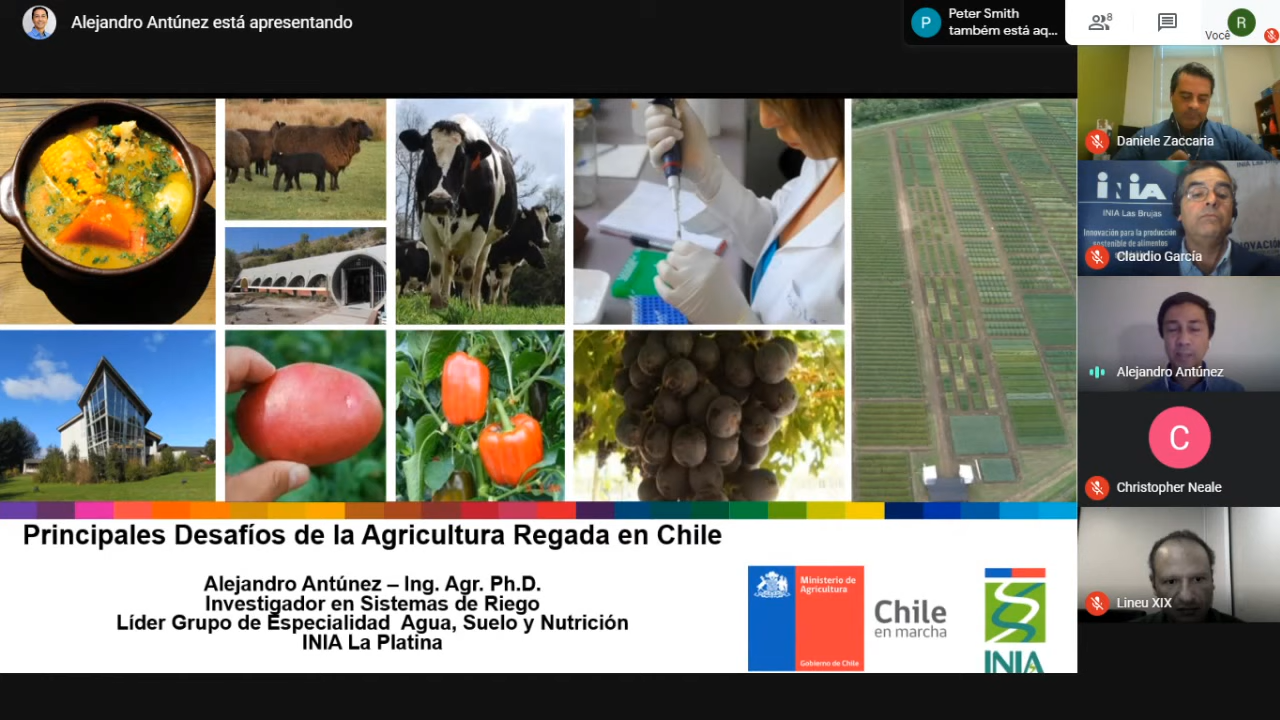 Alejandro Antúnez está apresentando
P
Peter Smith
também está aq...
8
Você
R
Daniele Zaccaria
INIA
INIA Las Brujas
Innovación para la producción
sostenible de alimentos
Claudio García
Alejandro Antúnez
C
Christopher Neale
Lineu XIX
Principales Desafíos de la Agricultura Regada en Chile
Alejandro Antúnez – Ing. Agr. Ph.D.
Investigador en Sistemas de Riego
Líder Grupo de Especialidad Agua, Suelo y Nutrición
INIA La Platina
Ministerio de
Agricultura
Gobierno de Chile
Chile
en marcha
INIA